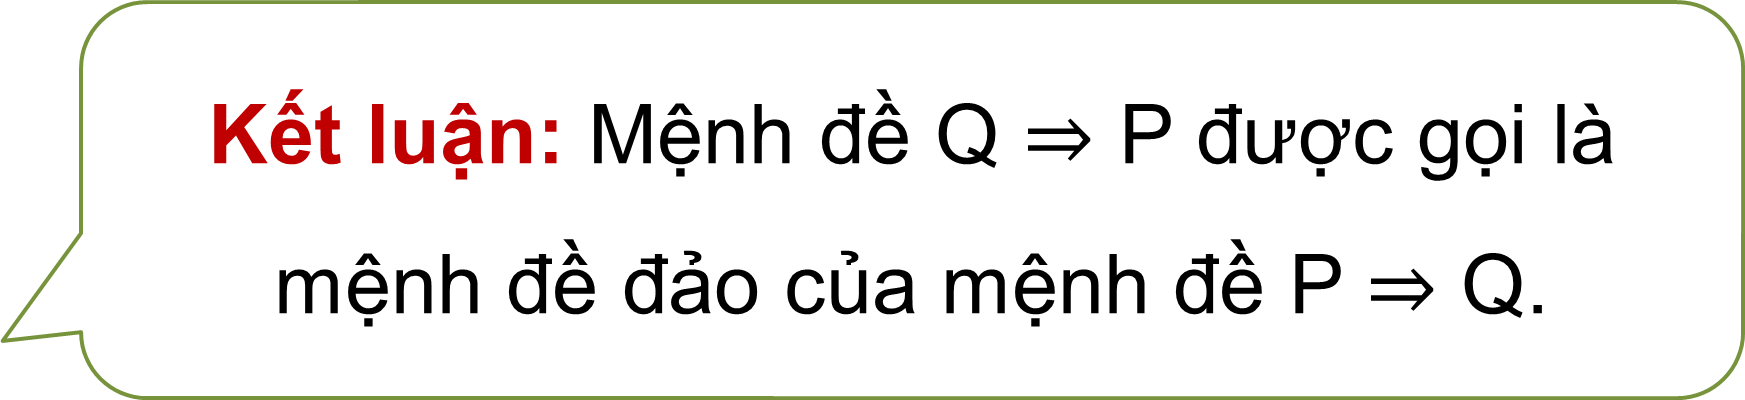 Kết luận: Mệnh đề Q ⇒ P được gọi là
mệnh đề đảo của mệnh đề P ⇒ Q.